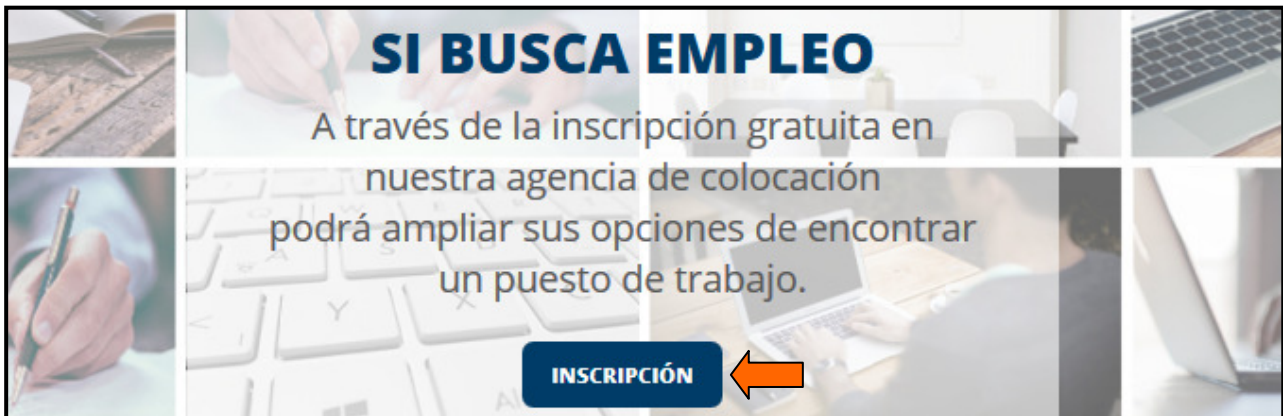 SI BUSCA EMPLEO
A través de la inscripción gratuita en
nuestra agencia de colocación
podrá ampliar sus opciones de encontrar
un puesto de trabajo.
INSCRIPCIÓN